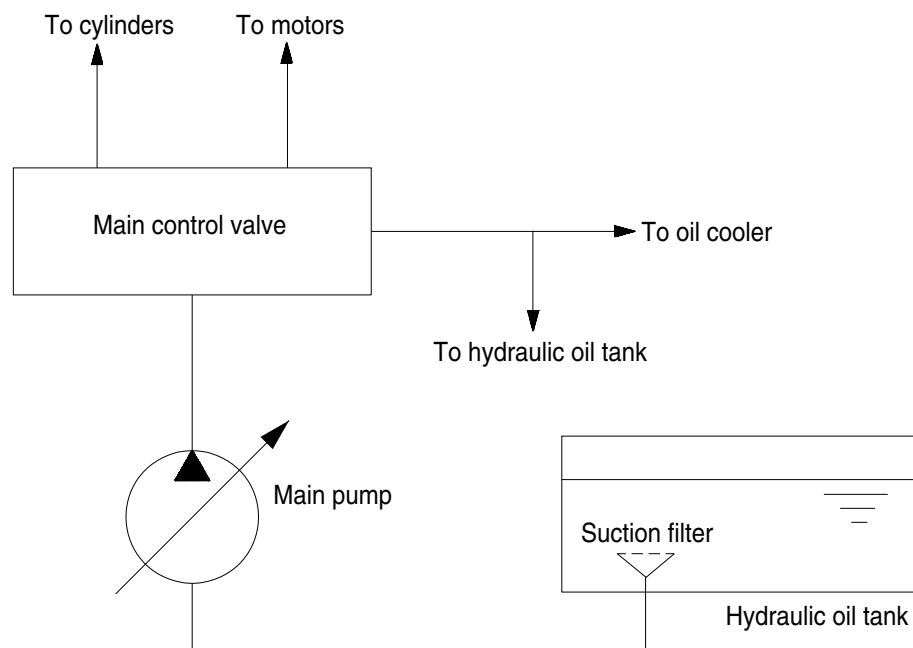 To cylinders
To motors
Main control valve
To oil cooler
To hydraulic oil tank
Main pump
Suction filter
Hydraulic oil tank